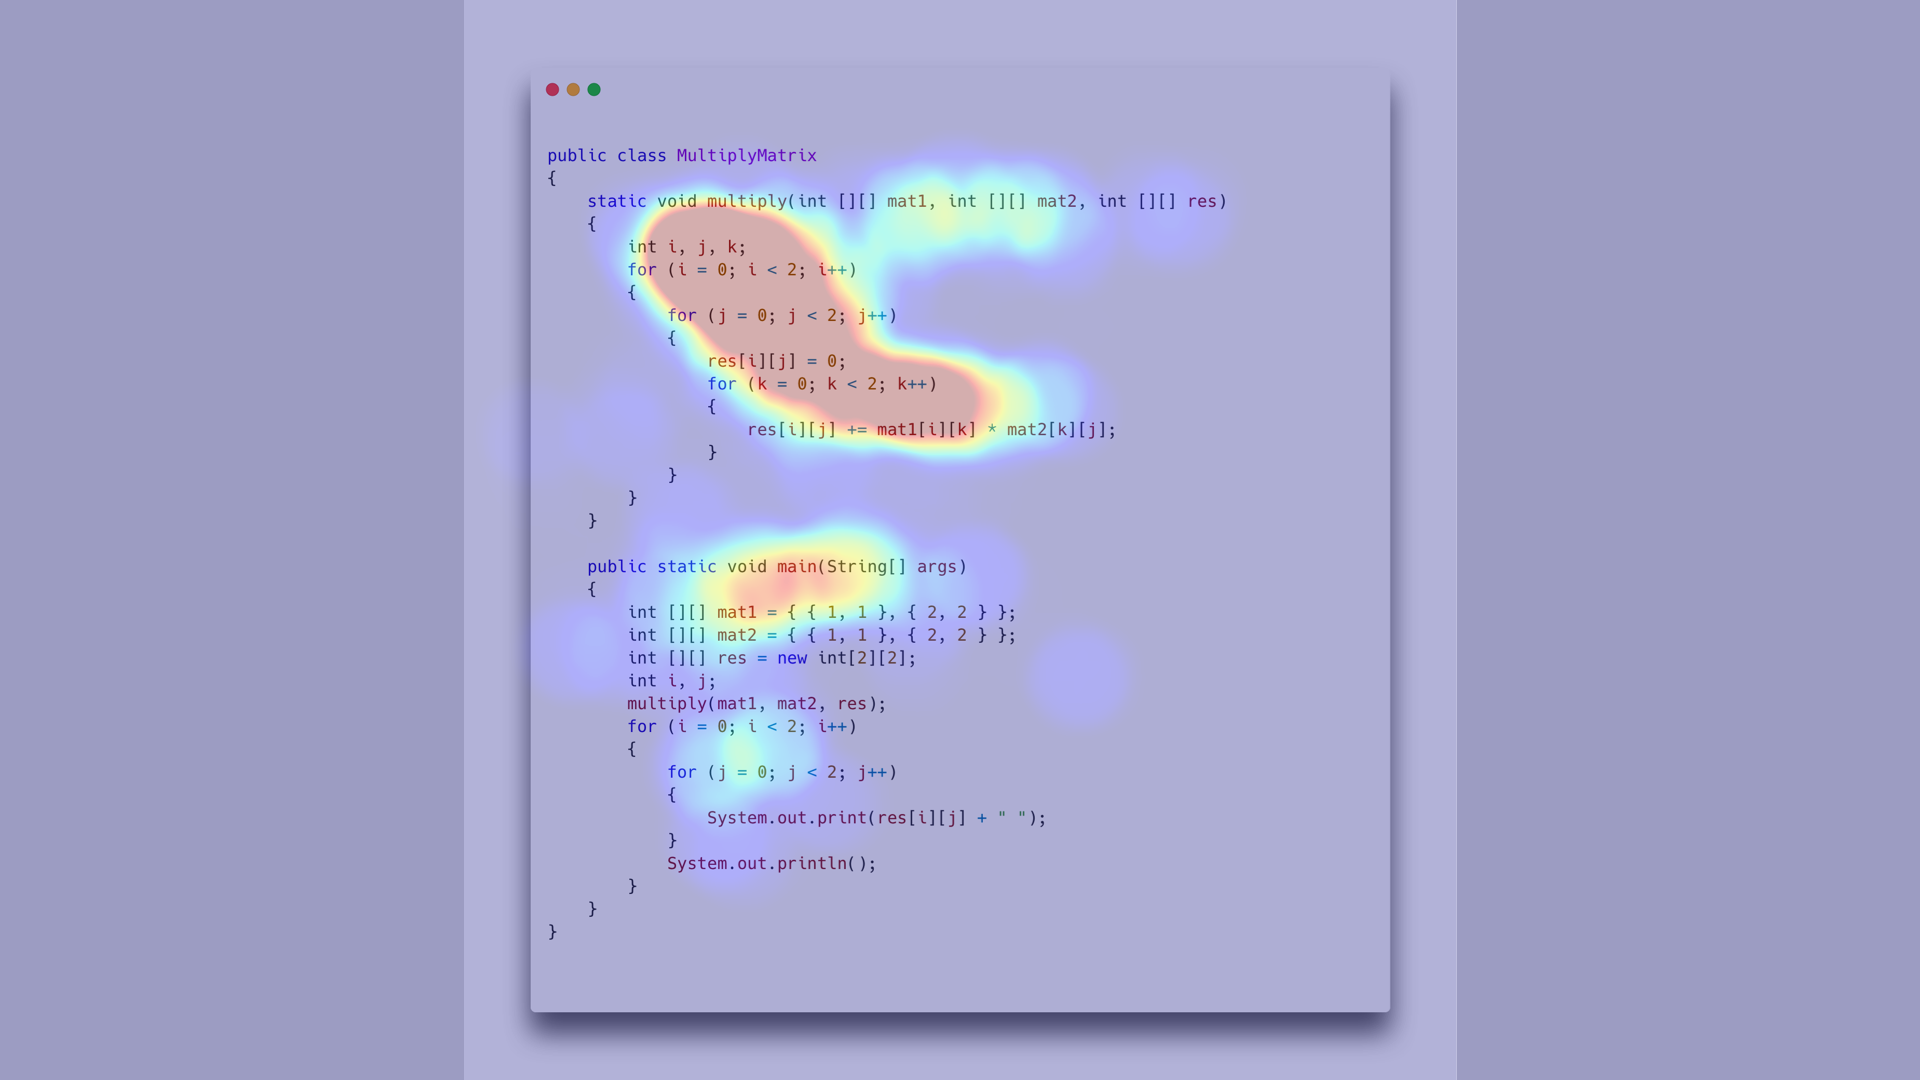 public class MultiplyMatrix
{
    static void multiply(int [][] mat1, int [][] mat2, int [][] res)
    {
        int i, j, k;
        for (i = 0; i < 2; i++)
        {
            for (j = 0; j < 2; j++)
            {
                res[i][j] = 0;
                for (k = 0; k < 2; k++)
                {
                    res[i][j] += mat1[i][k] * mat2[k][j];
                }
            }
        }
    }

    public static void main(String[] args)
    {
        int [][] mat1 = { { 1, 1 }, { 2, 2 } };
        int [][] mat2 = { { 1, 1 }, { 2, 2 } };
        int [][] res = new int[2][2];
        int i, j;
        multiply(mat1, mat2, res);
        for (i = 0; i < 2; i++)
        {
            for (j = 0; j < 2; j++)
            {
                System.out.print(res[i][j] + " ");
            }
            System.out.println();
        }
    }
}